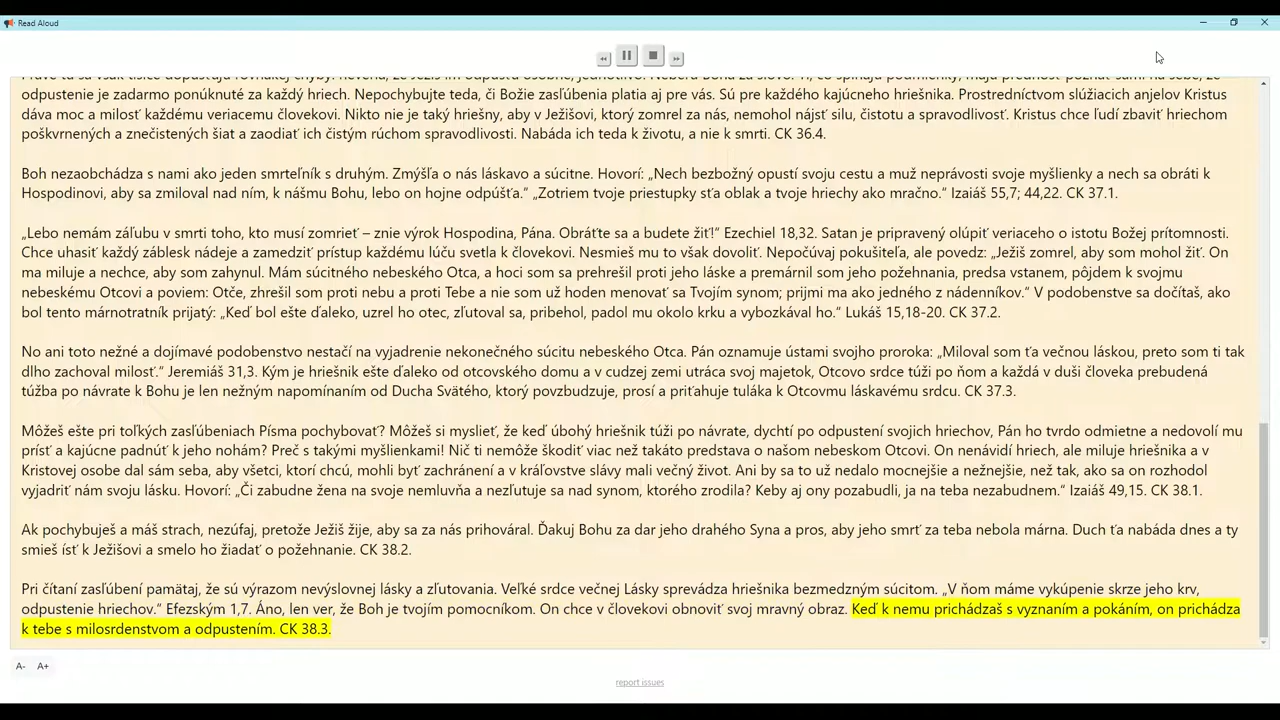 Read Aloud
odpustenie je zadarmo ponúknuté za každý hriech. Nepochybujte teda, či Božie zasľúbenia platia aj pre vás. Sú pre každého kajúcneho hriešnika. Prostredníctvom slúžiacich anjelov Kristus
dáva moc a milosť každému veriacemu človekovi. Nikto nie je taký hriešny, aby v Ježišovi, ktorý zomrel za nás, nemohol nájsť silu, čistotu a spravodlivosť. Kristus chce ľudí zbaviť hriechom
poškvrnených a znečistených šiat a zaodiať ich čistým rúchom spravodlivosti. Nabáda ich teda k životu, a nie k smrti. CK 36.4.
Boh nezaobchádza s nami ako jeden smrteľník s druhým. Zmýšľa o nás láskavo a súcitne. Hovorí: „Nech bezbožný opustí svoju cestu a muž neprávosti svoje myšlienky a nech sa obráti k
Hospodinovi, aby sa zmiloval nad ním, k nášmu Bohu, lebo on hojne odpúšťa.“ „Zotriem tvoje priestupky sťa oblak a tvoje hriechy ako mračno.“ Izaiáš 55,7; 44,22. CK 37.1.
„Lebo nemám záľubu v smrti toho, kto musí zomrieť – znie výrok Hospodina, Pána. Obráťte sa a budete žiť!“ Ezechiel 18,32. Satan je pripravený olúpiť veriaceho o istotu Božej prítomnosti.
Chce uhasiť každý záblesk nádeje a zamedziť prístup každému lúču svetla k človekovi. Nesmieš mu to však dovoliť. Nepočúvaj pokušiteľa, ale povedz: „Ježiš zomrel, aby som mohol žiť. On
ma miluje a nechce, aby som zahynul. Mám súcitného nebeského Otca, a hoci som sa prehrešil proti jeho láske a premárnil som jeho požehnania, predsa vstanem, pôjdem k svojmu
nebeskému Otcovi a poviem: Otče, zhrešil som proti nebu a proti Tebe a nie som už hoden menovať sa Tvojím synom; prijmi ma ako jedného z nádenníkov.“ V podobenstve sa dočítaš, ako
bol tento márnotratník prijatý: „Keď bol ešte ďaleko, uzrel ho otec, zľutoval sa, pribehol, padol mu okolo krku a vybozkával ho.“ Lukáš 15,18-20. CK 37.2.
No ani toto nežné a dojímavé podobenstvo nestačí na vyjadrenie nekonečného súcitu nebeského Otca. Pán oznamuje ústami svojho proroka: „Miloval som ťa večnou láskou, preto som ti tak
dlho zachoval milosť.“ Jeremiáš 31,3. Kým je hriešnik ešte ďaleko od otcovského domu a v cudzej zemi utráca svoj majetok, Otcovo srdce túži po ňom a každá v duši človeka prebudená
túžba po návrate k Bohu je len nežným napomínaním od Ducha Svätého, ktorý povzbudzuje, prosí a priťahuje tuláka k Otcovmu láskavému srdcu. CK 37.3.
Môžeš ešte pri toľkých zasľúbeniach Písma pochybovať? Môžeš si myslieť, že keď úbohý hriešnik túži po návrate, dychtí po odpustení svojich hriechov, Pán ho tvrdo odmietne a nedovolí mu
prísť a kajúcne padnúť k jeho nohám? Preč s takými myšlienkami! Nič ti nemôže škodiť viac než takáto predstava o našom nebeskom Otcovi. On nenávidí hriech, ale miluje hriešnika a v
Kristovej osobe dal sám seba, aby všetci, ktorí chcú, mohli byť zachránení a v kráľovstve slávy mali večný život. Ani by sa to už nedalo mocnejšie a nežnejšie, než tak, ako sa on rozhodol
vyjadriť nám svoju lásku. Hovorí: „Či zabudne žena na svoje nemluvňa a nezľutuje sa nad synom, ktorého zrodila? Keby aj ony pozabudli, ja na teba nezabudnem.“ Izaiáš 49,15. CK 38.1.
Ak pochybuješ a máš strach, nezúfaj, pretože Ježiš žije, aby sa za nás prihováral. Ďakuj Bohu za dar jeho drahého Syna a pros, aby jeho smrť za teba nebola márna. Duch ťa nabáda dnes a ty
smieš ísť k Ježišovi a smelo ho žiadať o požehnanie. CK 38.2.
Pri čítaní zasľúbení pamätaj, že sú výrazom nevýslovnej lásky a zľutovania. Veľké srdce večnej Lásky sprevádza hriešnika bezmedzným súcitom. „V ňom máme vykúpenie skrze jeho krv,
odpustenie hriechov.“ Efezským 1,7. Áno, len ver, že Boh je tvojím pomocníkom. On chce v človekovi obnoviť svoj mravný obraz. Keď k nemu prichádzaš s vyznaním a pokáním, on prichádza
k tebe s milosrdenstvom a odpustením. CK 38.3.
A- A+
report issues